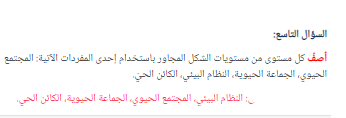 السؤال التاسع:
أصفُ كل مستوى من مستويات الشكل المجاور باستخدام إحدى المفردات الآتية: المجتمع
الحيوي، الجماعة الحيوية، النظام البيئي، الكائن الحيّ.
النظام البيئي، المجتمع الحيوي، الجماعة الحيوية، الكائن الحي.